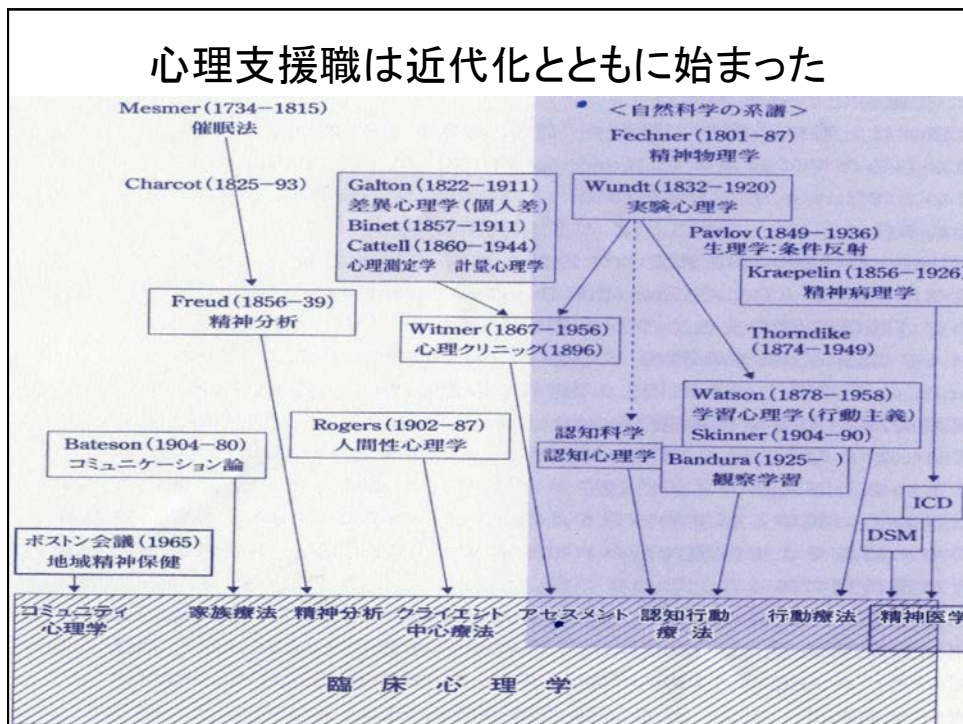 心理支援職は近代化とともに始まった
Mesmer(1734−1815)
催眠法
<自然科学の系譜>
Fechner(1801−87)
精神物理学
Charcot(1825−93)
Galton(1822−1911)
差異心理学(個人差)
Binet(1857−1911)
Cattell(1860−1944)
心理測定学 計量心理学
Wundt(1832−1920)
実験心理学
Pavlov(1849−1936)
生理学:条件反射
Kraepelin(1856−1926)
精神病理学
Freud(1856−39)
精神分析
Witmer(1867−1956)
心理クリニック(1896)
Thorndike
(1874−1949)
Watson(1878−1958)
学習心理学(行動主義)
Skinner(1904−90)
Bandura(1925− )
観察学習
Rogers(1902−87)
人間性心理学
認知科学
認知心理学
Bateson(1904−80)
コミュニケーション論
ICD
DSM
ボストン会議(1965)
地域精神保健
コミュニティ
心理学
家族療法
精神分析
クライエント
中心療法
アセスメント
認知行動
療法
行動療法
精神医学
臨床心理学